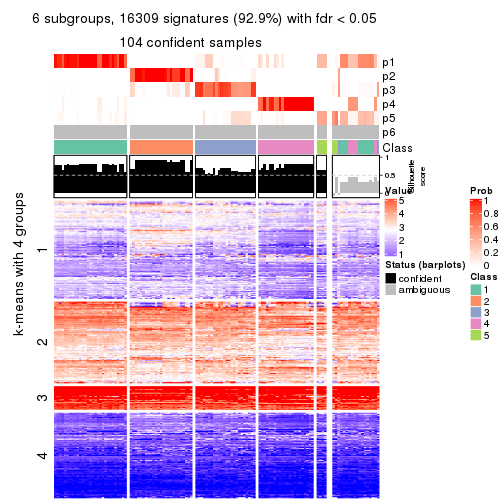 6 subgroups, 16309 signatures (92.9%) with fdr < 0.05
104 confident samples
p1
p2
p3
p4
p5
p6
Class
1
0.5
0
Silhouette
score
k-means with 4 groups
1
2
3
4
Value
5
4
3
2
1
Status (barplots)
confident
ambiguous
Prob
1
0.8
0.6
0.4
0.2
0
Class
1
2
3
4
5